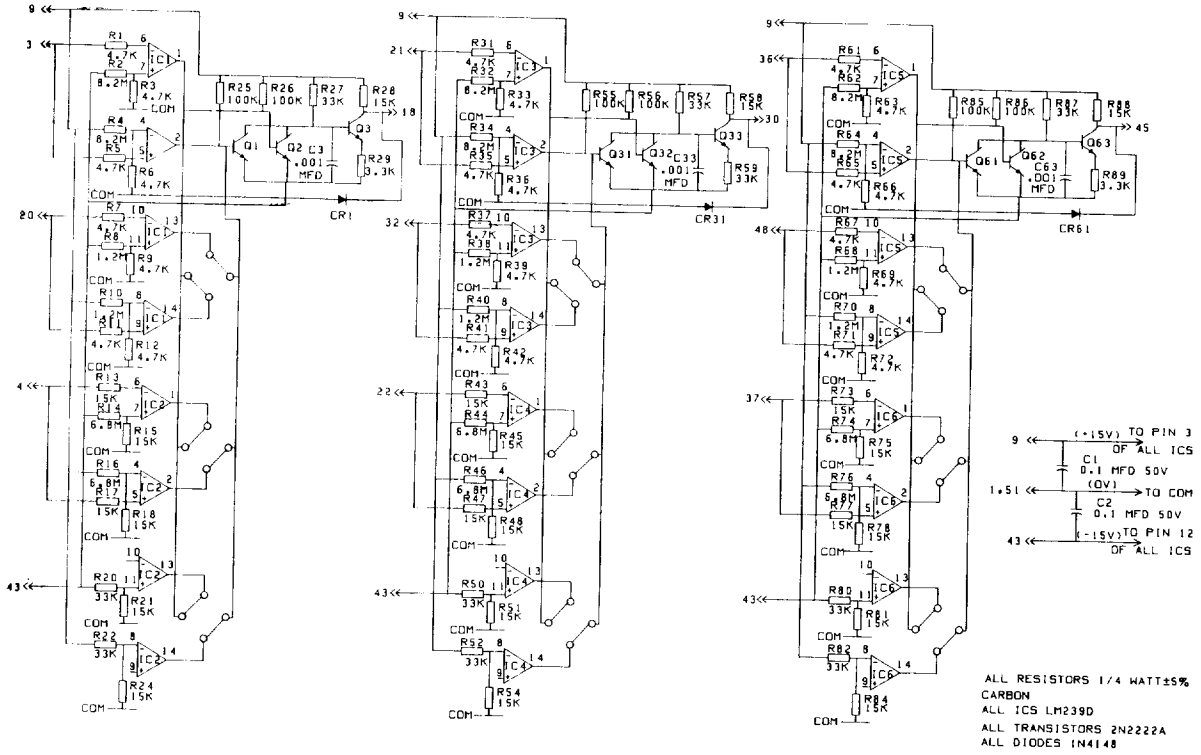 9
3
R1
4.7K
6
IC1
1
R2
8.2M
7
R3
4.7K
COM
R25
100K
R26
100K
R27
33K
R28
15K
18
Q3
R4
8.2M
4
2
R5
4.7K
5
R6
4.7K
COM
Q1
Q2
C3
.001
MFD
R29
3.3K
CR1
20
R7
4.7K
10
13
IC1
R8
1.2M
11
R9
4.7K
COM
R10
1.2M
8
14
IC1
R11
4.7K
9
R12
4.7K
COM
4
R13
15K
6
1
IC2
R14
6.8M
7
R15
15K
COM
R16
6.8M
4
2
IC2
R17
15K
5
R18
15K
COM
10
13
IC2
43
R20
33K
11
R21
15K
COM
R22
33K
8
14
IC2
9
R24
15K
COM
9
21
R31
4.7K
6
IC3
1
R32
8.2M
7
R33
4.7K
COM
R55
100K
R56
100K
R57
33K
R58
15K
30
Q33
R34
8.2M
4
2
IC3
R35
4.7K
5
R36
4.7K
COM
Q31
Q32
C33
.001
MFD
R59
33K
CR31
32
R37
4.7K
10
13
IC3
R38
1.2M
11
R39
4.7K
COM
R40
1.2M
8
14
IC3
R41
4.7K
9
R42
4.7K
COM
22
R43
15K
6
1
IC4
R44
6.8M
7
R45
15K
COM
R46
6.8M
4
2
IC4
R47
15K
5
R48
15K
COM
10
13
IC4
43
R50
33K
11
R51
15K
COM
R52
33K
8
14
IC4
9
R54
15K
COM
9
36
R61
4.7K
6
IC5
1
R62
8.2M
7
R63
4.7K
COM
R85
100K
R86
100K
R87
33K
R88
15K
45
Q63
R64
8.2M
4
2
IC5
R65
4.7K
5
R66
4.7K
COM
Q61
Q62
C63
.001
MFD
R89
3.3K
CR61
48
R67
4.7K
10
13
IC5
R68
1.2M
11
R69
4.7K
COM
R70
1.2M
8
14
IC5
R71
4.7K
9
R72
4.7K
COM
37
R73
15K
6
1
IC6
R74
6.8M
7
R75
15K
COM
R76
6.8M
4
2
IC6
R77
15K
5
R78
15K
COM
10
13
IC6
43
R80
33K
11
R81
15K
COM
R82
33K
8
14
IC6
9
R84
15K
COM
9 (+15V) TO PIN 3
OF ALL ICS
C1
0.1 MFD 50V
1,51 (0V) TO COM
C2
0.1 MFD 50V
43 (-15V) TO PIN 12
OF ALL ICS
ALL RESISTORS 1/4 WATT±5%
CARBON
ALL ICS LM239D
ALL TRANSISTORS 2N2222A
ALL DIODES 1N4148